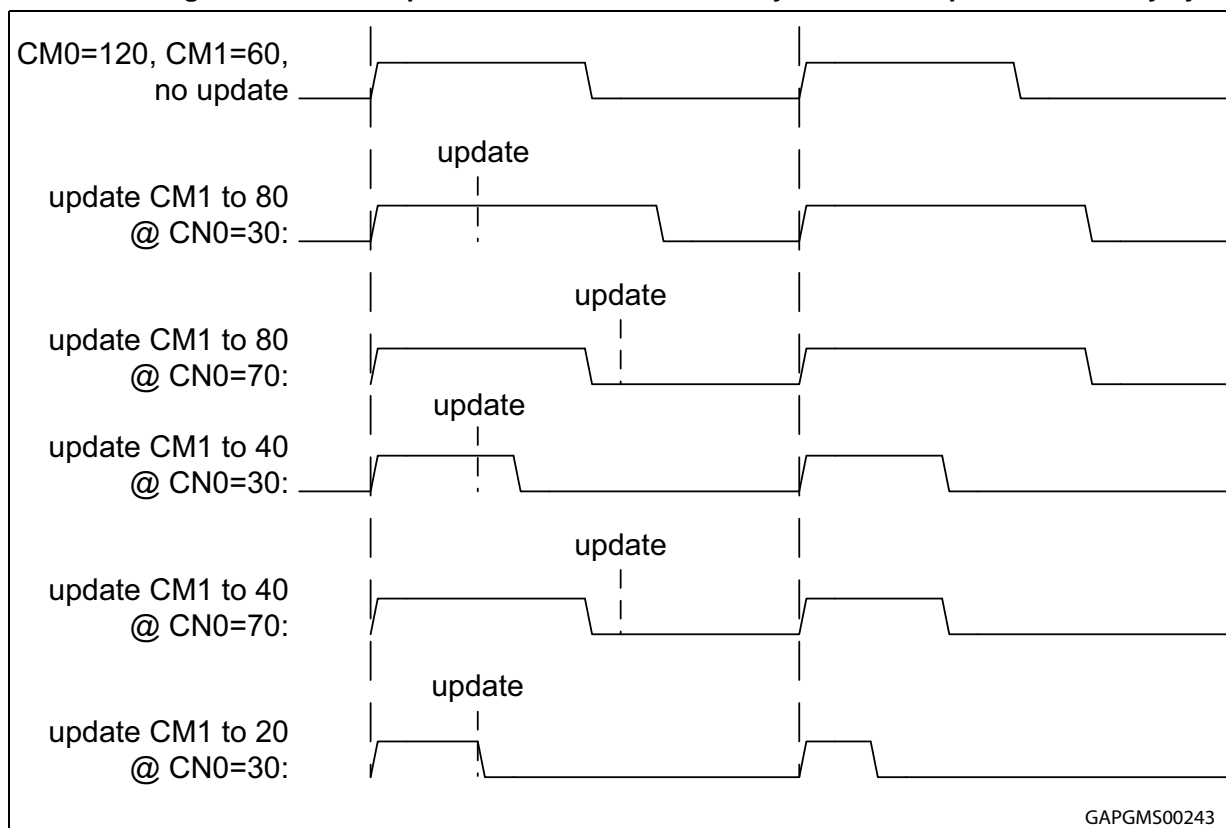 CM0=120, CM1=60,
no update
update
update CM1 to 80
@ CN0=30:
update
update CM1 to 80
@ CN0=70:
update
update CM1 to 40
@ CN0=30:
update
update CM1 to 40
@ CN0=70:
update
update CM1 to 20
@ CN0=30:
GAPGMS00243